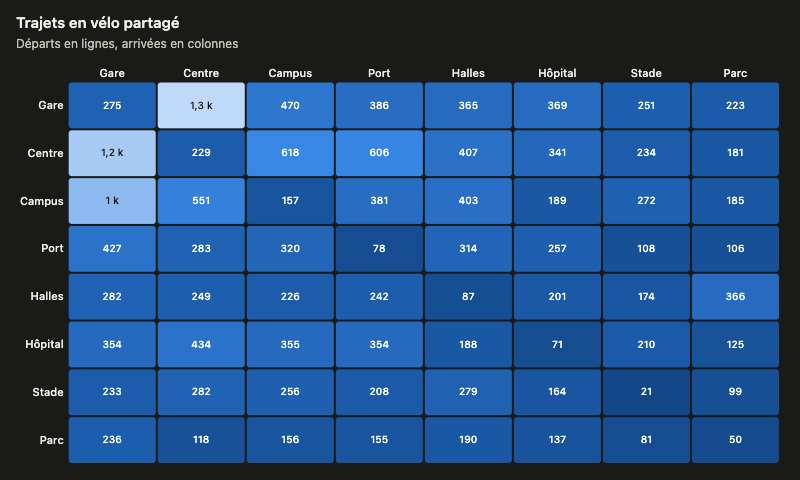 Trajets en vélo partagé
Départs en lignes, arrivées en colonnes
Gare Centre Campus Port Halles Hôpital Stade Parc
Gare 275 1,3 k 470 386 365 369 251 223
Centre 1,2 k 229 618 606 407 341 234 181
Campus 1 k 551 157 381 403 189 272 185
Port 427 283 320 78 314 257 108 106
Halles 282 249 226 242 87 201 174 366
Hôpital 354 434 355 354 188 71 210 125
Stade 233 282 256 208 279 164 21 99
Parc 236 118 156 155 190 137 81 50